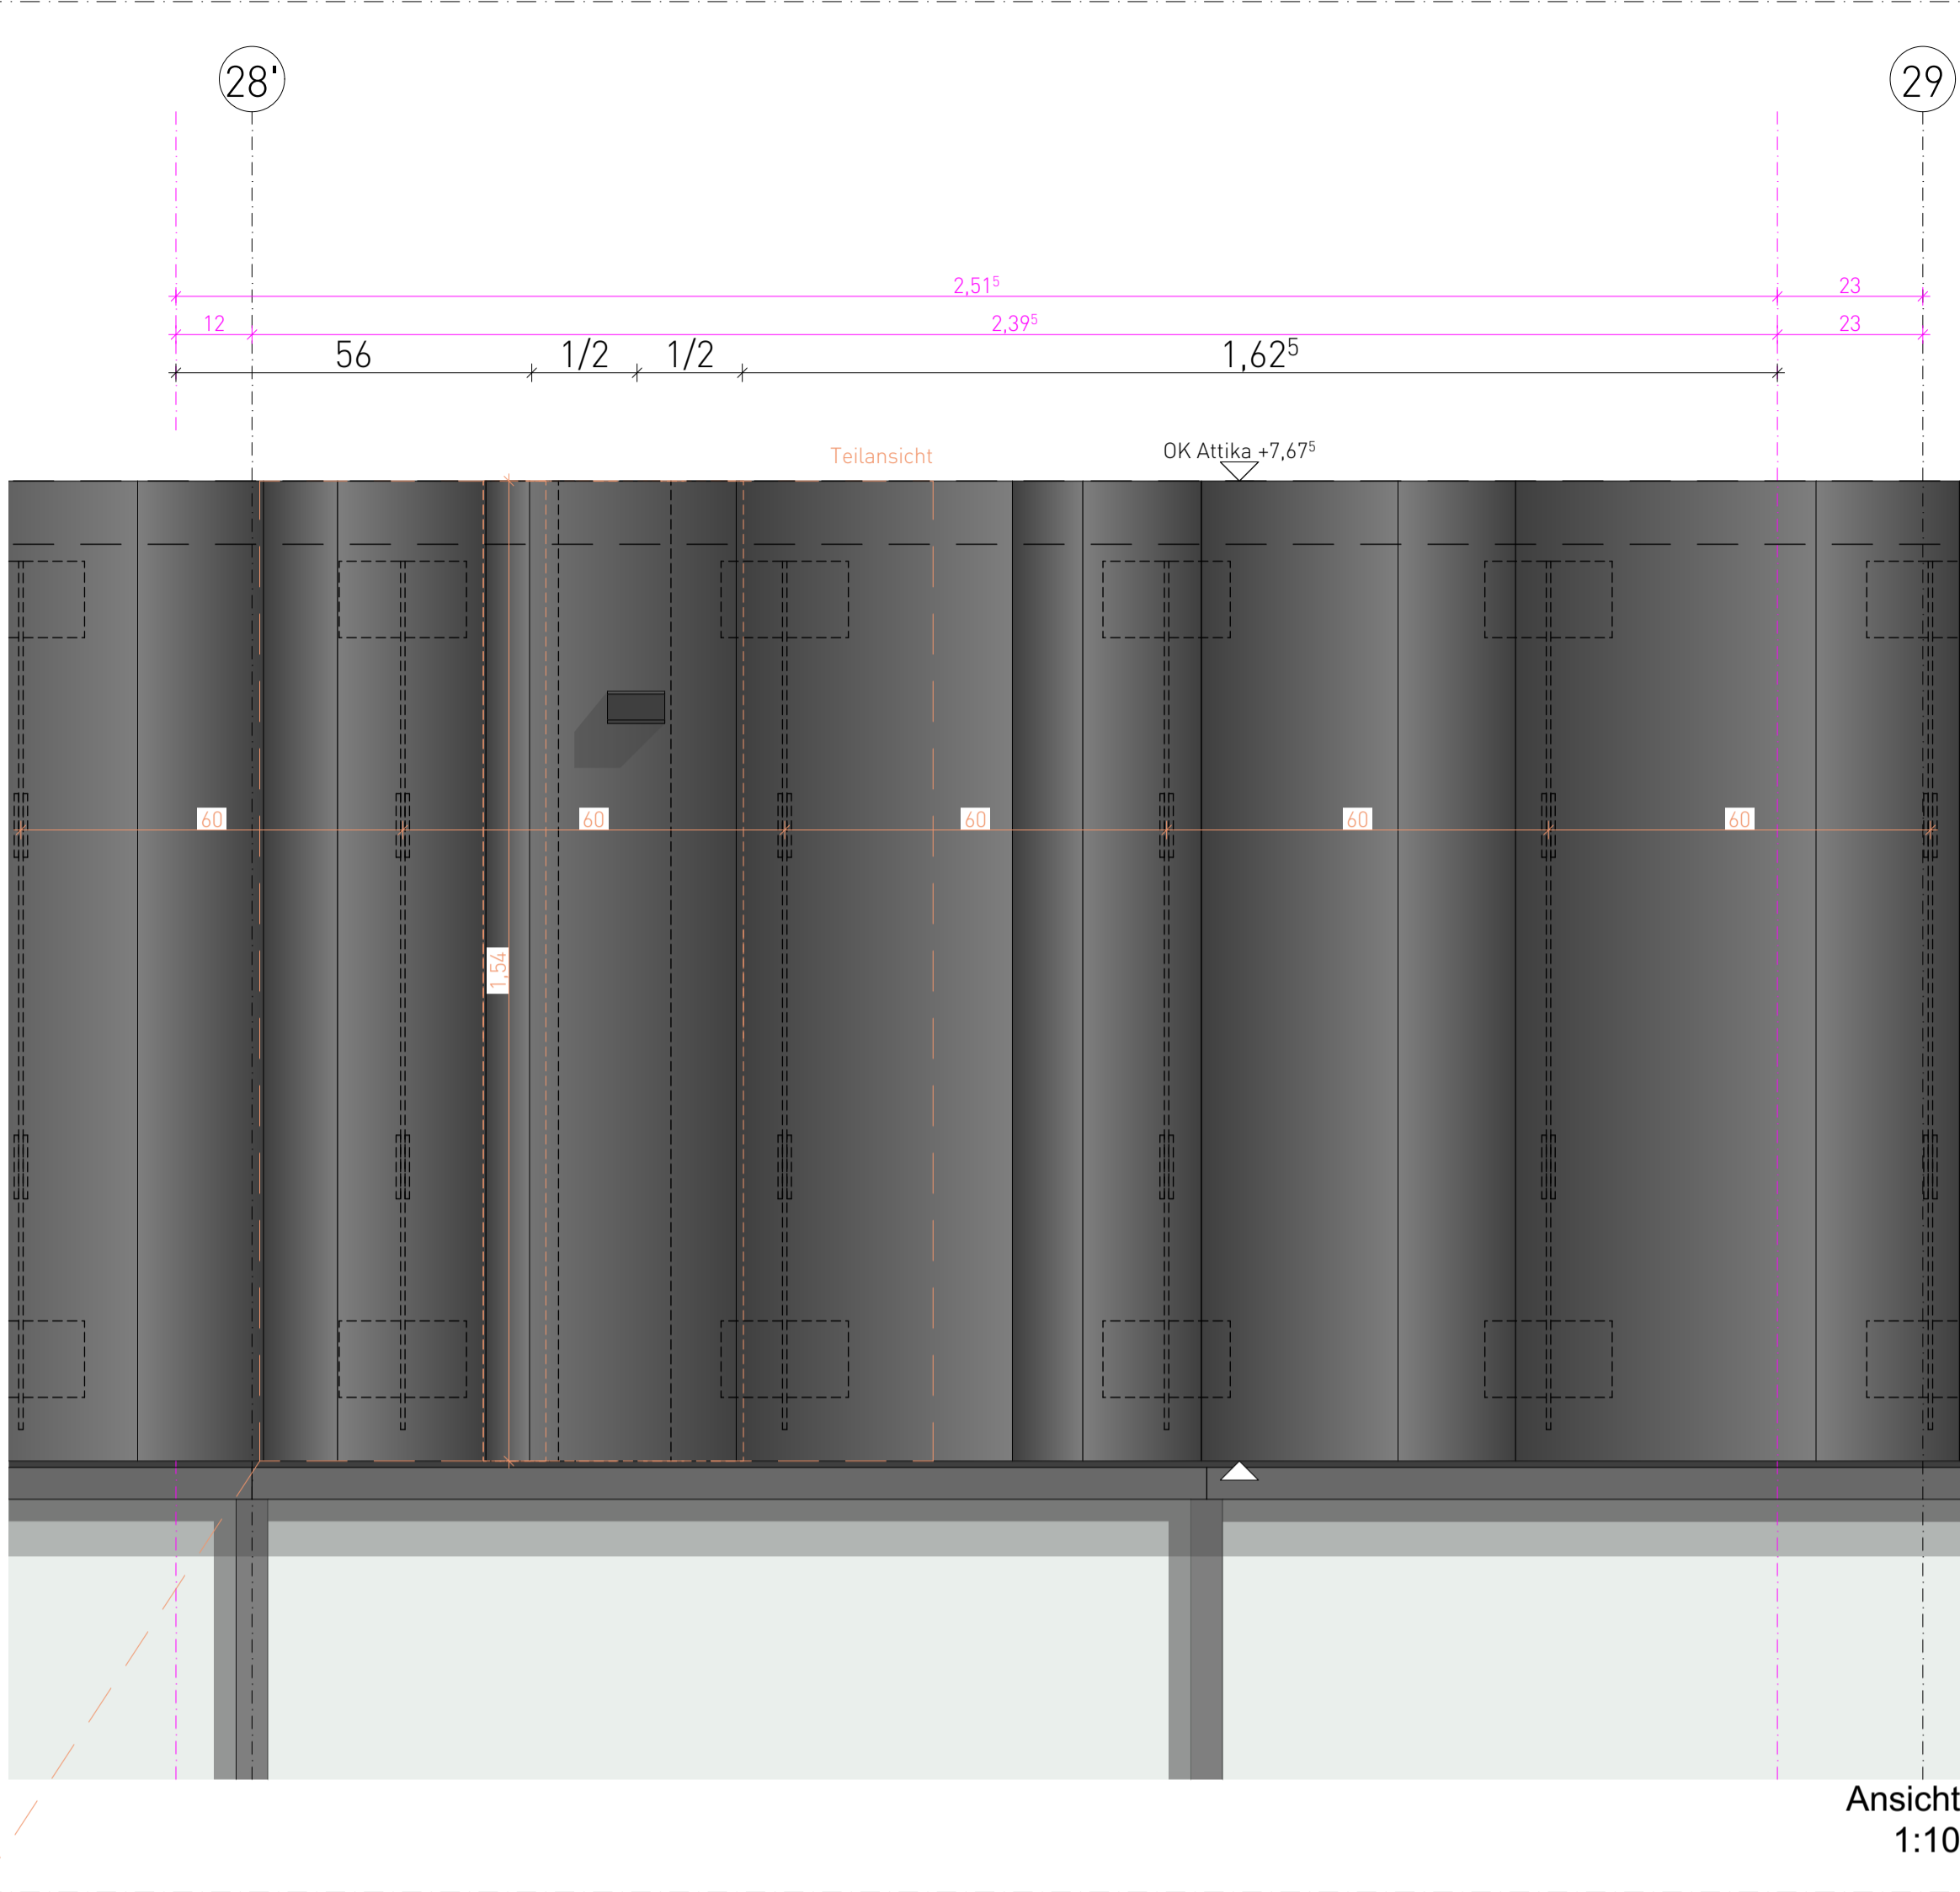 28' 29
2,51⁵ 23
12 2,39⁵ 23
56 1/2 1/2 1,62⁵
Teilansicht OK Attika +7,67⁵
60 60 60 60 60
1,54
Ansicht
1:10